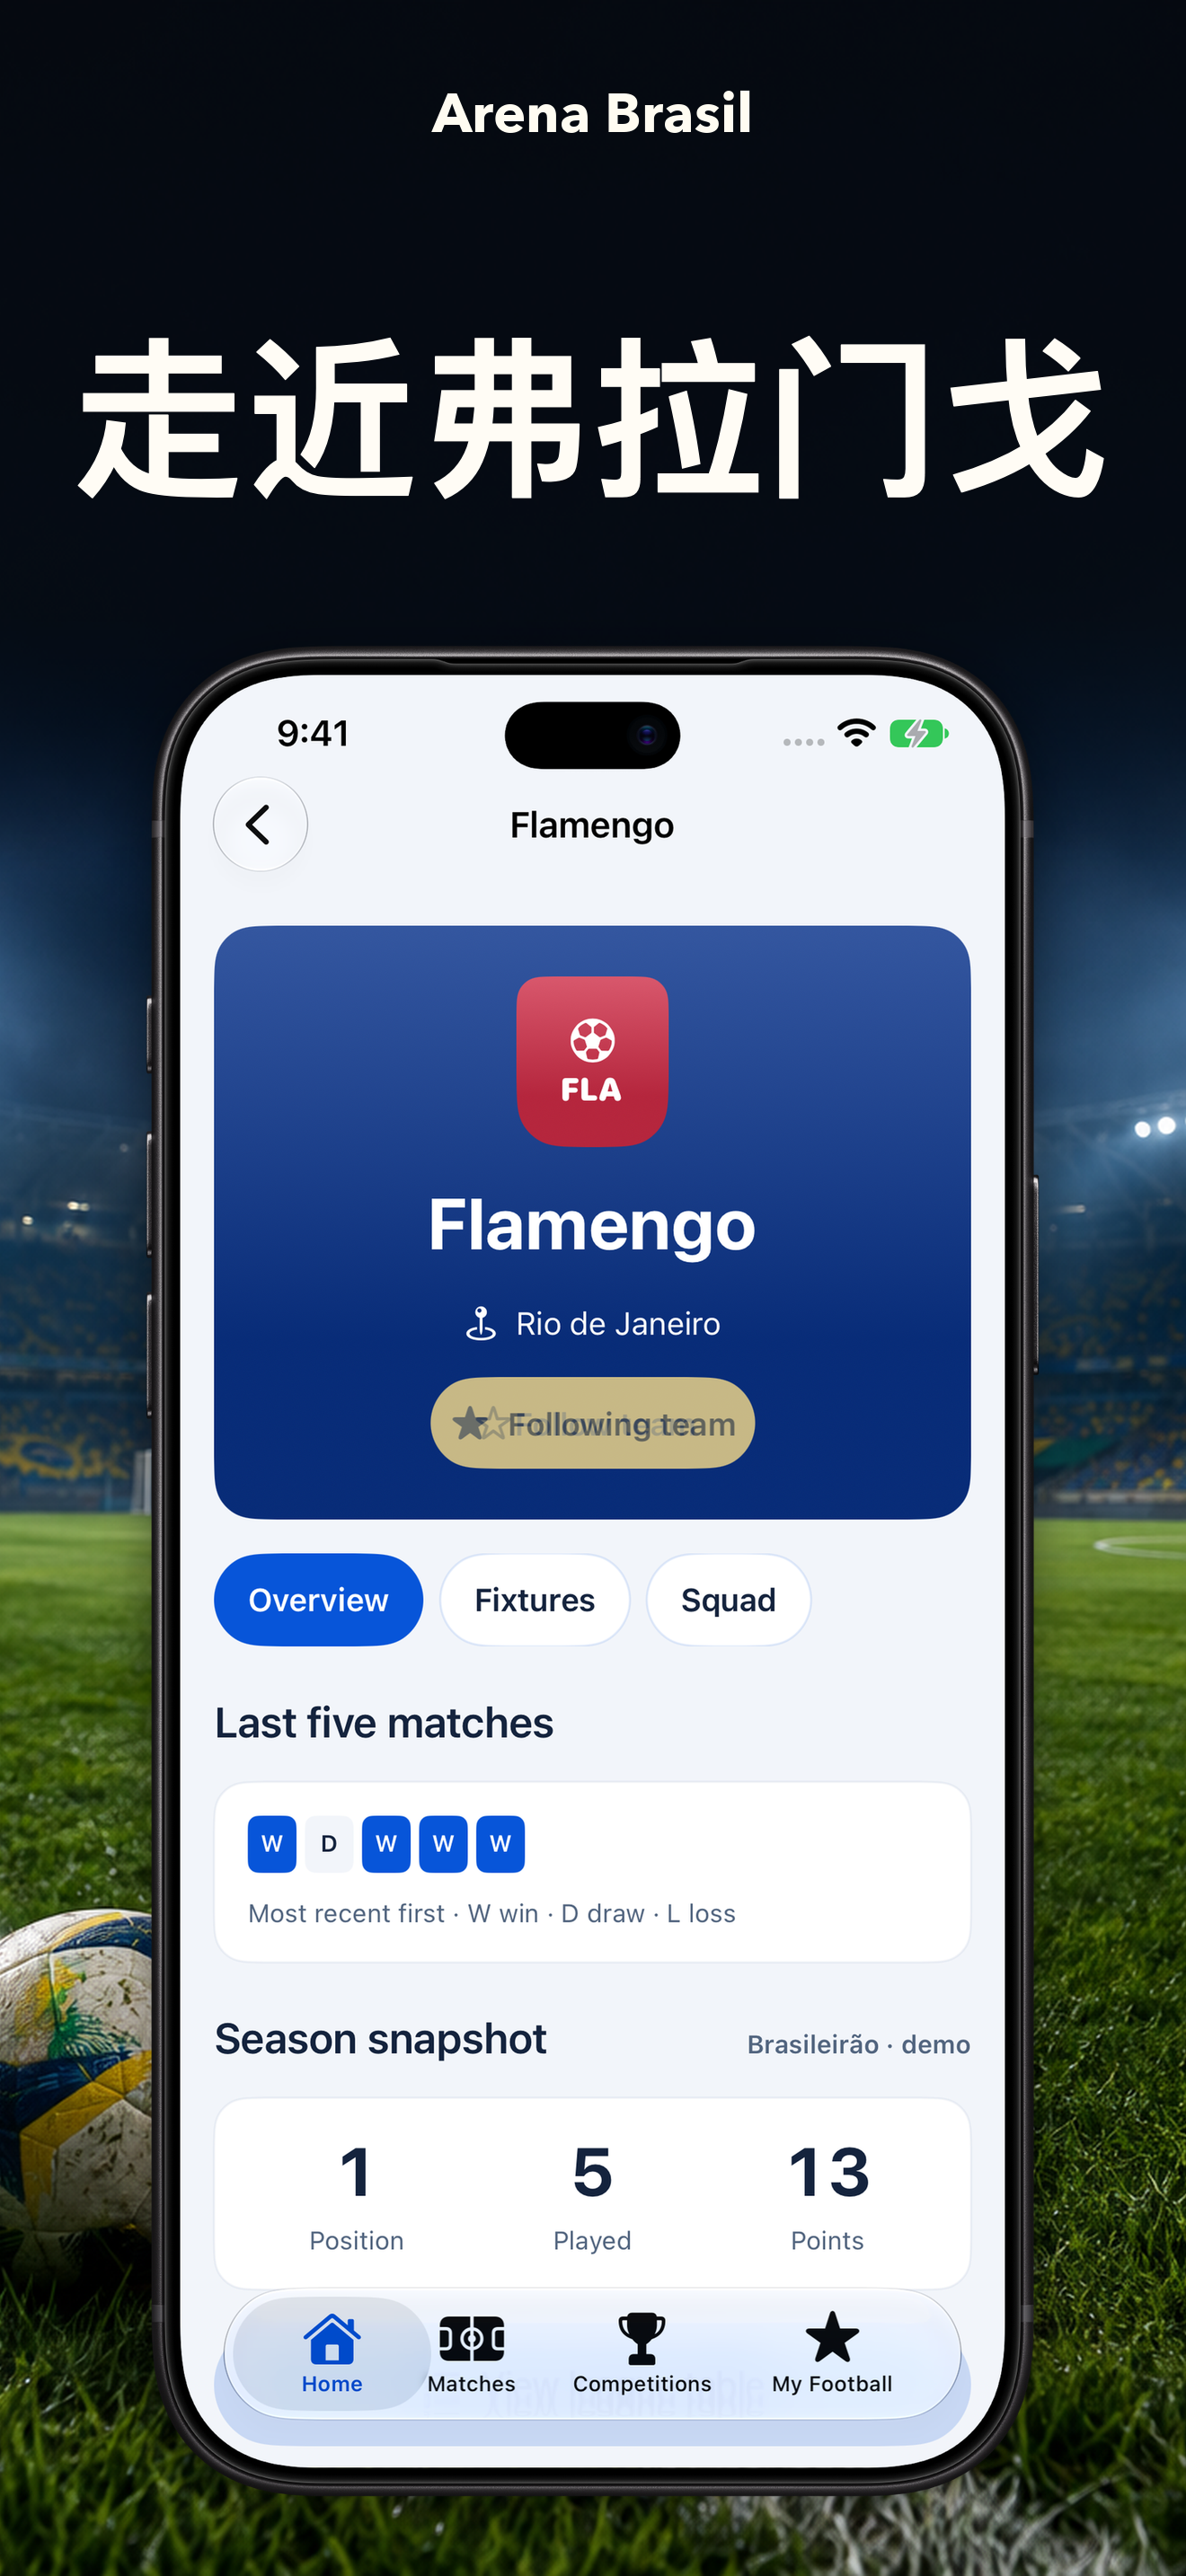 Arena Brasil
走近弗拉门戈
9:41
Flamengo
FLA
Flamengo
Rio de Janeiro
Following team
Overview Fixtures Squad
Last five matches
W D W W W
Most recent first · W win · D draw · L loss
Season snapshot Brasileirão · demo
1 5 13
Position Played Points
Home Matches Competitions My Football